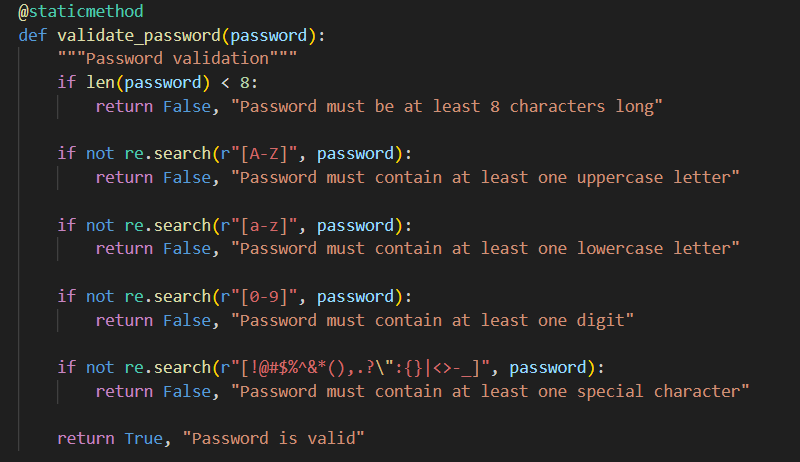 @staticmethod
def validate_password(password):
    """Password validation"""
    if len(password) < 8:
        return False, "Password must be at least 8 characters long"

    if not re.search(r"[A-Z]", password):
        return False, "Password must contain at least one uppercase letter"

    if not re.search(r"[a-z]", password):
        return False, "Password must contain at least one lowercase letter"

    if not re.search(r"[0-9]", password):
        return False, "Password must contain at least one digit"

    if not re.search(r"[!@#$%^&*(),.?\":{}|<>-_]", password):
        return False, "Password must contain at least one special character"

    return True, "Password is valid"